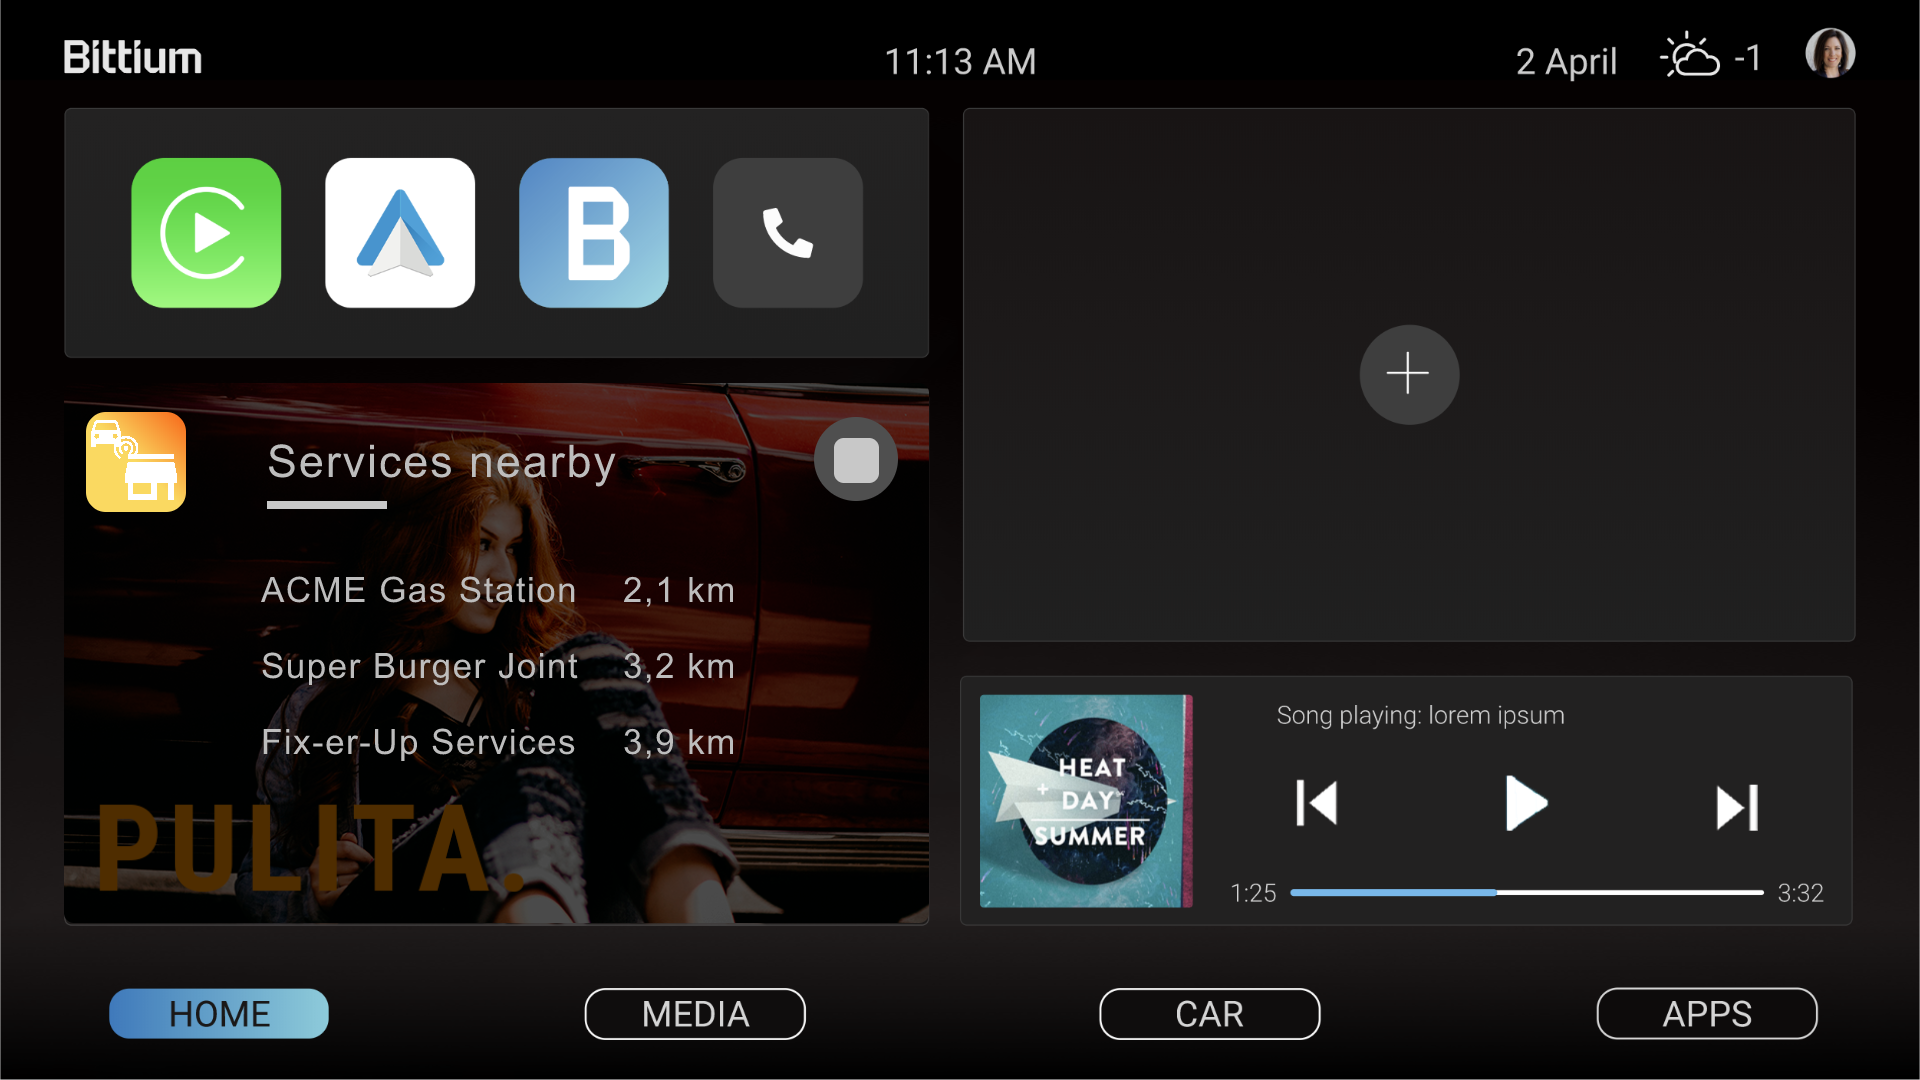 Bittium
11:13 AM
2 April
-1
B
Services nearby
ACME Gas Station 2,1 km
Super Burger Joint 3,2 km
Fix-er-Up Services 3,9 km
PULITA.
Song playing: lorem ipsum
HEAT
+ DAY
SUMMER
1:25
3:32
HOME
MEDIA
CAR
APPS